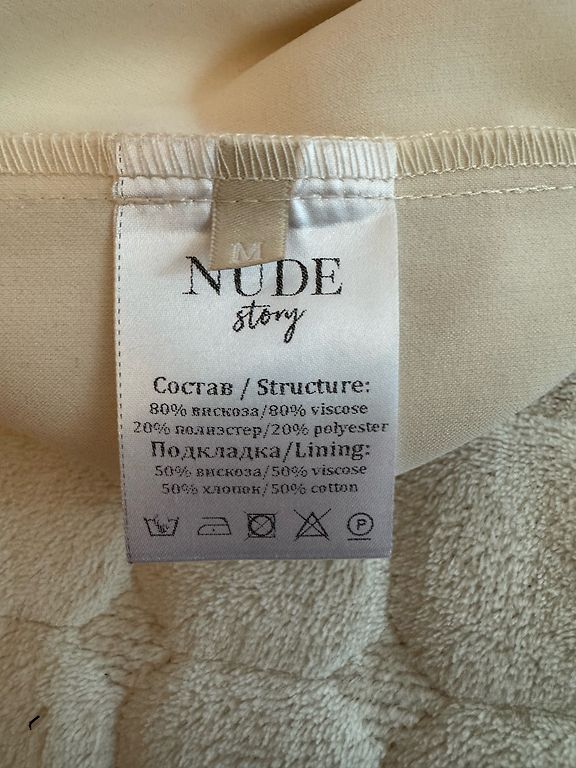 M
NUDE
story
Состав / Structure:
80% вискоза/80% viscose
20% полиэстер/20% polyester
Подкладка/Lining:
50% вискоза/50% viscose
50% хлопок/50% cotton
P